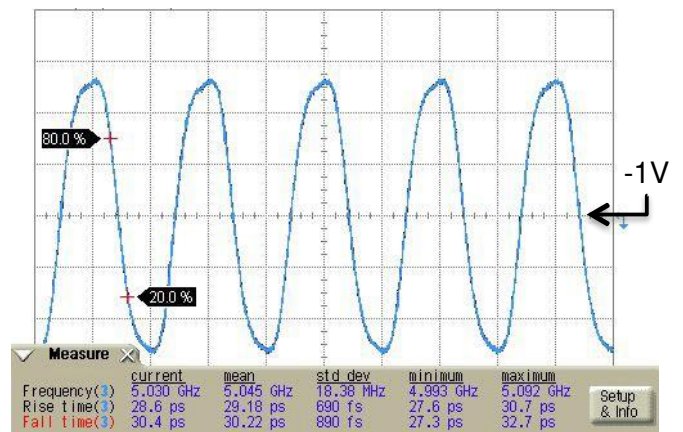 80.0 %
-1V
20.0 %
Measure
current mean std dev minimum maximum
Frequency(3) 5.030 GHz 5.045 GHz 18.38 MHz 4.993 GHz 5.092 GHz
Rise time(3) 28.6 ps 29.18 ps 690 fs 27.6 ps 30.7 ps
Fall time(3) 30.4 ps 30.22 ps 890 fs 27.3 ps 32.7 ps
Setup
& Info